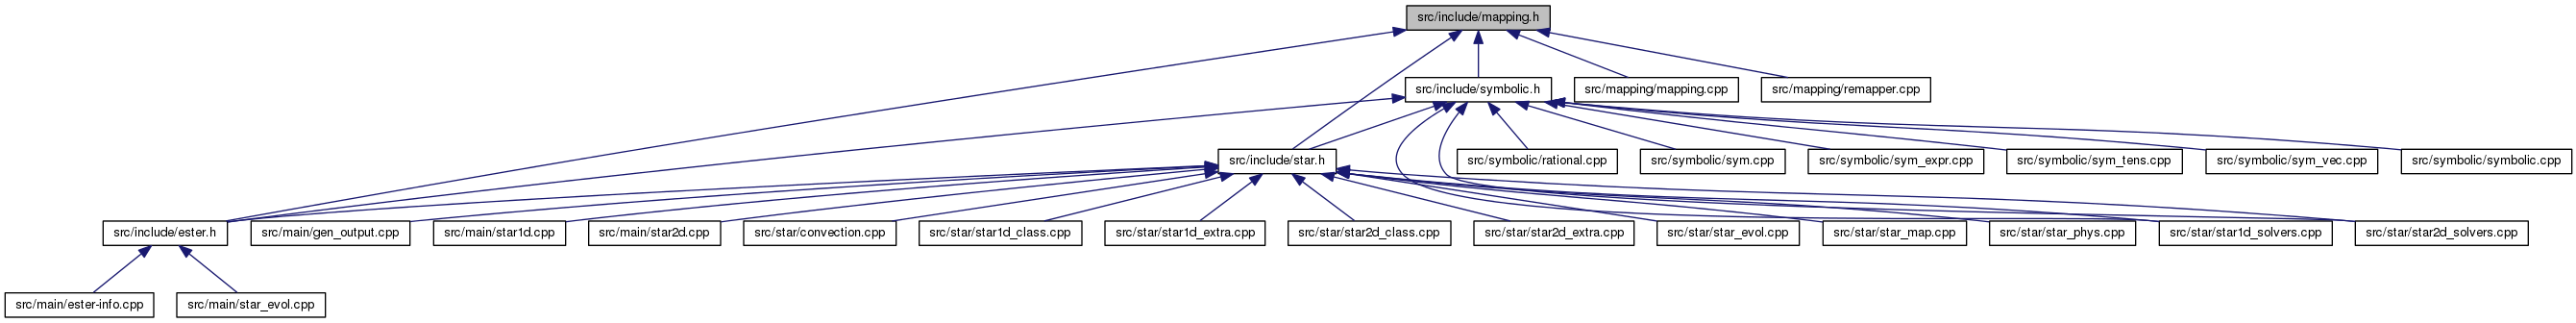 src/include/mapping.h
src/include/symbolic.h
src/mapping/mapping.cpp
src/mapping/remapper.cpp
src/include/star.h
src/symbolic/rational.cpp
src/symbolic/sym.cpp
src/symbolic/sym_expr.cpp
src/symbolic/sym_tens.cpp
src/symbolic/sym_vec.cpp
src/symbolic/symbolic.cpp
src/include/ester.h
src/main/gen_output.cpp
src/main/star1d.cpp
src/main/star2d.cpp
src/star/convection.cpp
src/star/star1d_class.cpp
src/star/star1d_extra.cpp
src/star/star2d_class.cpp
src/star/star2d_extra.cpp
src/star/star_evol.cpp
src/star/star_map.cpp
src/star/star_phys.cpp
src/star/star1d_solvers.cpp
src/star/star2d_solvers.cpp
src/main/ester-info.cpp
src/main/star_evol.cpp